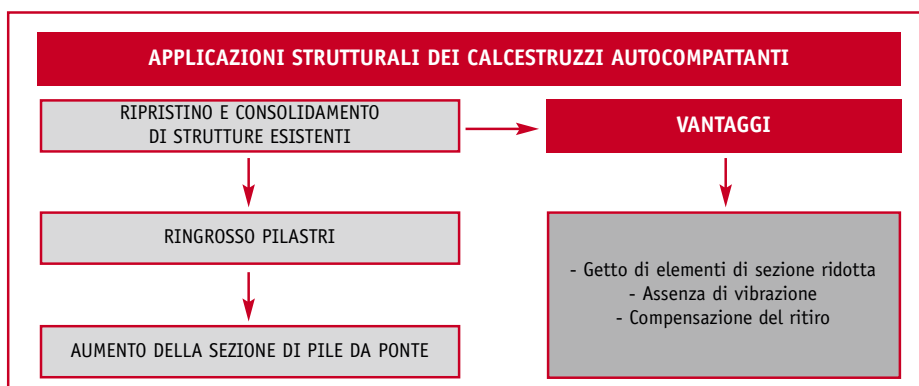 APPLICAZIONI STRUTTURALI DEI CALCESTRUZZI AUTOCOMPATTANTI
RIPRISTINO E CONSOLIDAMENTO
DI STRUTTURE ESISTENTI
VANTAGGI
RINGROSSO PILASTRI
- Getto di elementi di sezione ridotta
- Assenza di vibrazione
- Compensazione del ritiro
AUMENTO DELLA SEZIONE DI PILE DA PONTE